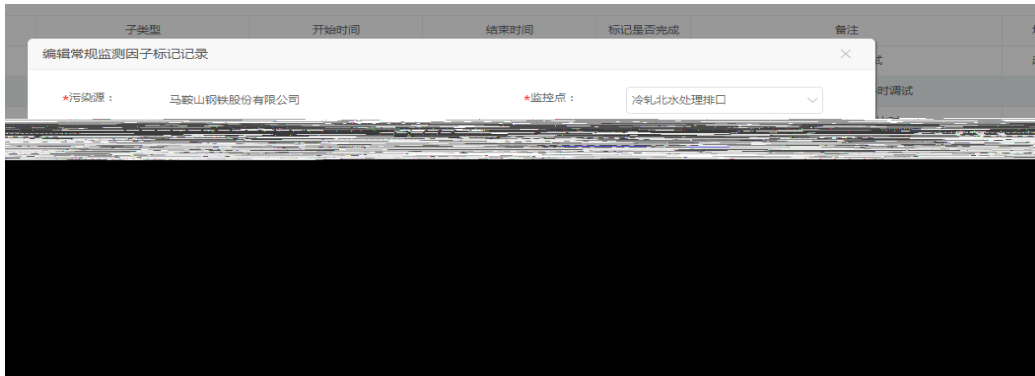 子类型 开始时间 结束时间 标记是否完成 备注
编辑常规监测因子标记记录
时调试
*污染源： 马鞍山钢铁股份有限公司 *监控点： 冷轧北水处理排口